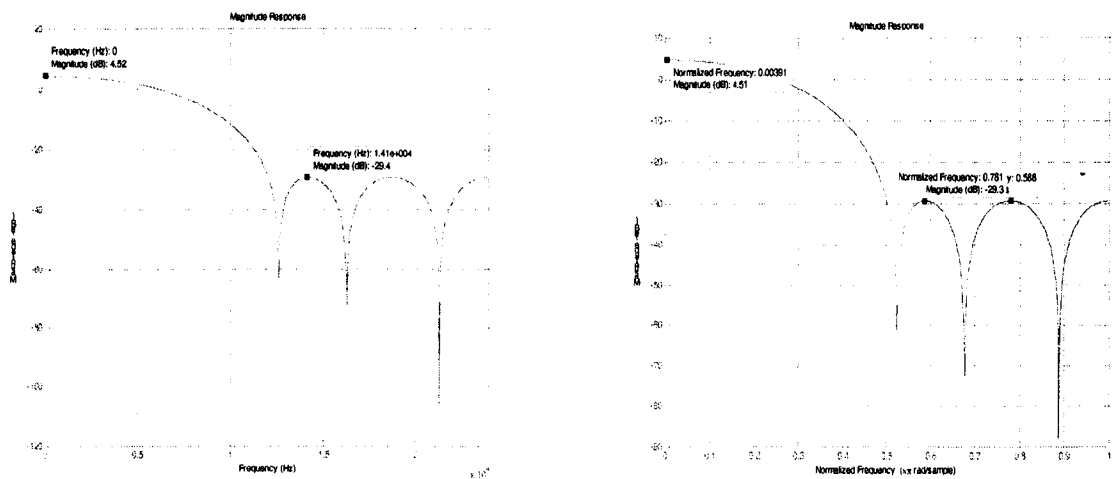 Magnitude Response
20
Frequency (Hz): 0
Magnitude (dB): 4.52
0
-20
Frequency (Hz): 1.41e+004
Magnitude (dB): -29.4
-40
-60
-80
-100
-120
0
0.5
1
1.5
2
x 10
Frequency (Hz)
Magnitude Response
10
Normalized Frequency: 0.00391
Magnitude (dB): 4.51
0
-10
-20
Normalized Frequency: 0.781
Magnitude (dB): -29.3
-30
-40
-50
-60
-70
-80
-90
0
0.1
0.2
0.3
0.4
0.5
0.6
0.7
0.8
0.9
1
Normalized Frequency (×π rad/sample)